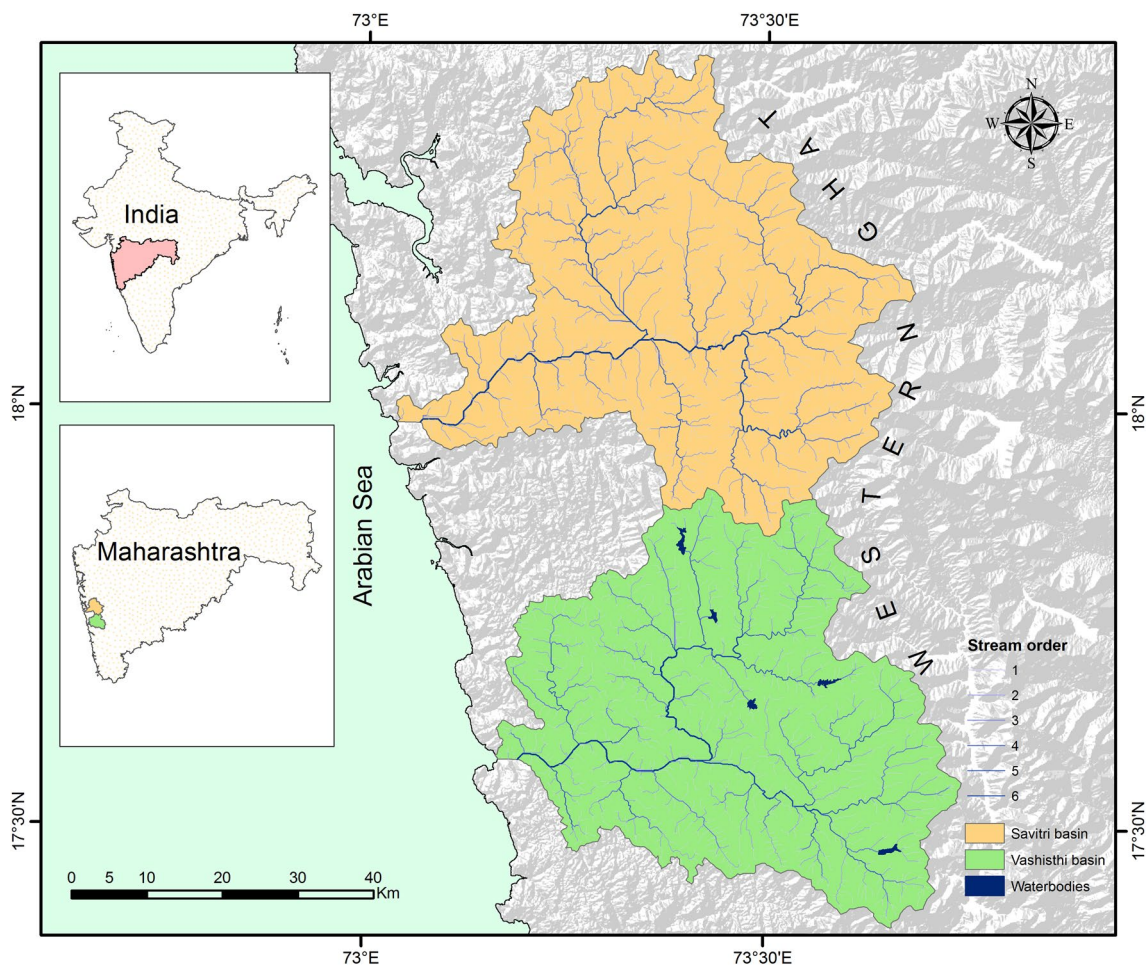 73°E
73°30'E
N
W
E
S
India
WESTERN GHAT
18°N
18°N
Maharashtra
Arabian Sea
Stream order
1
2
3
4
5
6
Savitri basin
Vashisthi basin
Waterbodies
17°30'N
17°30'N
0 5 10 20 30 40
Km
73°E
73°30'E